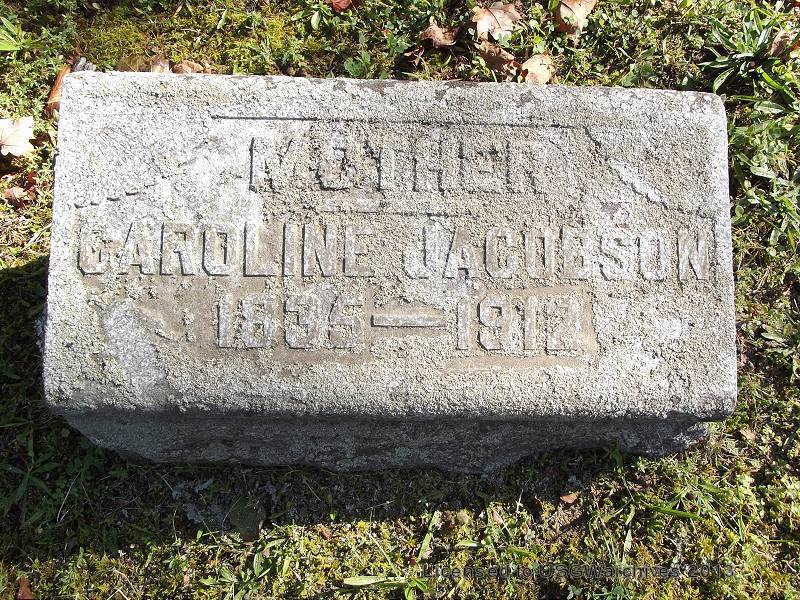 MOTHER
CAROLINE JACOBSON
1835 — 1912